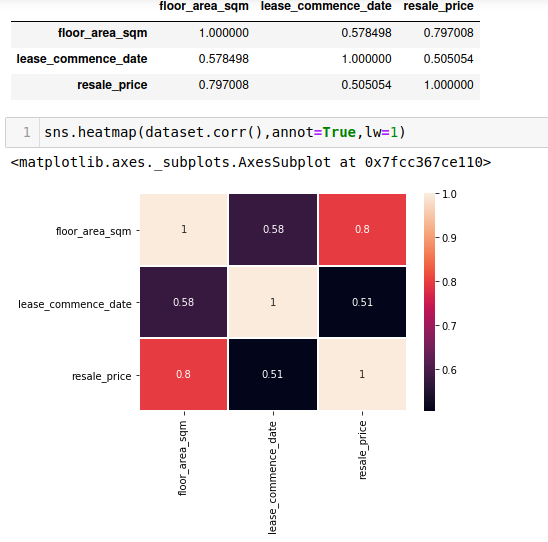 floor_area_sqm lease_commence_date resale_price
floor_area_sqm 1.000000 0.578498 0.797008
lease_commence_date 0.578498 1.000000 0.505054
resale_price 0.797008 0.505054 1.000000
1 sns.heatmap(dataset.corr(),annot=True,lw=1)
<matplotlib.axes._subplots.AxesSubplot at 0x7fcc367ce110>
floor_area_sqm 1 0.58 0.8
lease_commence_date 0.58 1 0.51
resale_price 0.8 0.51 1
floor_area_sqm
lease_commence_date
resale_price
1.0
0.9
0.8
0.7
0.6